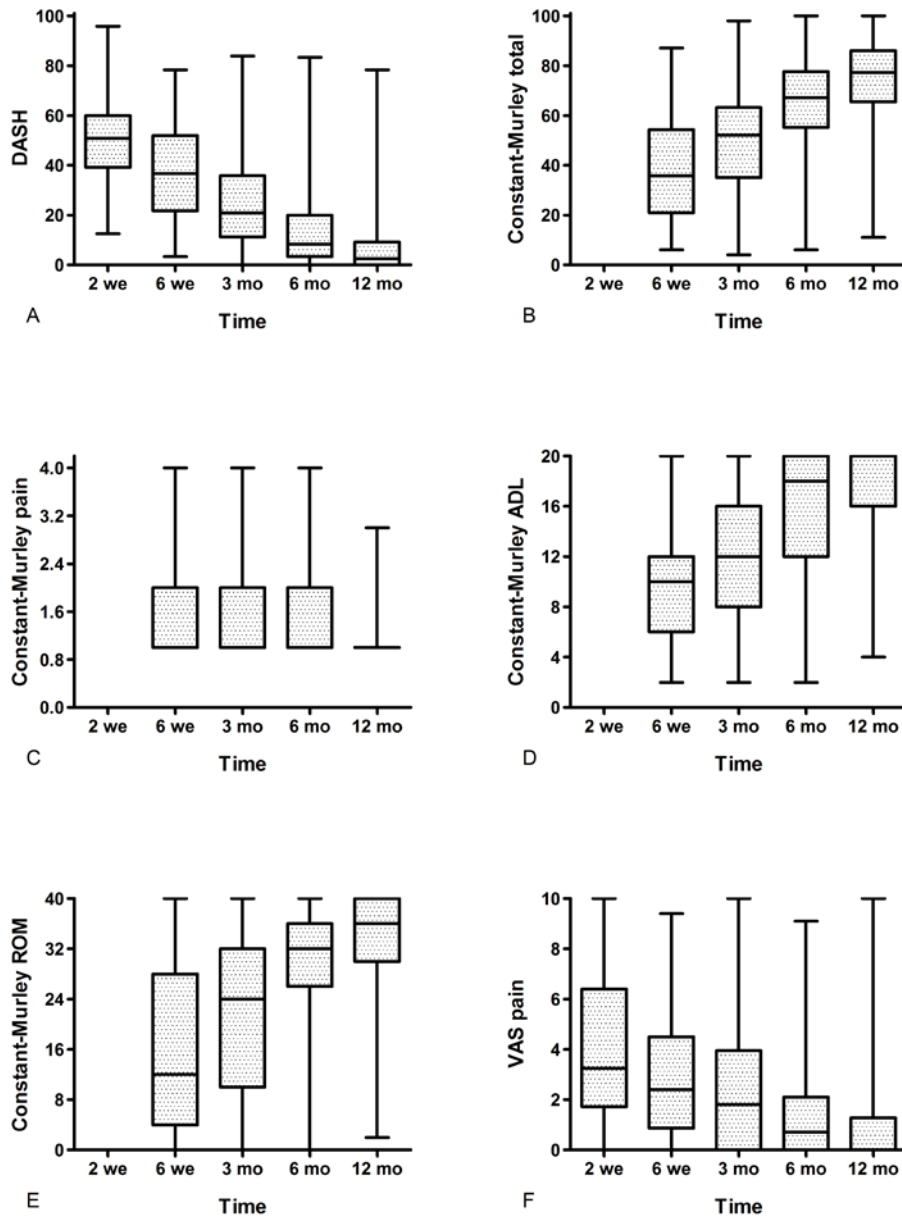 DASH
100
80
60
40
20
0
2 we 6 we 3 mo 6 mo 12 mo
A
Time
Constant-Murley total
100
80
60
40
20
0
2 we 6 we 3 mo 6 mo 12 mo
B
Time
Constant-Murley pain
4.0
3.2
2.4
1.6
0.8
0.0
2 we 6 we 3 mo 6 mo 12 mo
C
Time
Constant-Murley ADL
20
16
12
8
4
0
2 we 6 we 3 mo 6 mo 12 mo
D
Time
Constant-Murley ROM
40
32
24
16
8
0
2 we 6 we 3 mo 6 mo 12 mo
E
Time
VAS pain
10
8
6
4
2
0
2 we 6 we 3 mo 6 mo 12 mo
F
Time